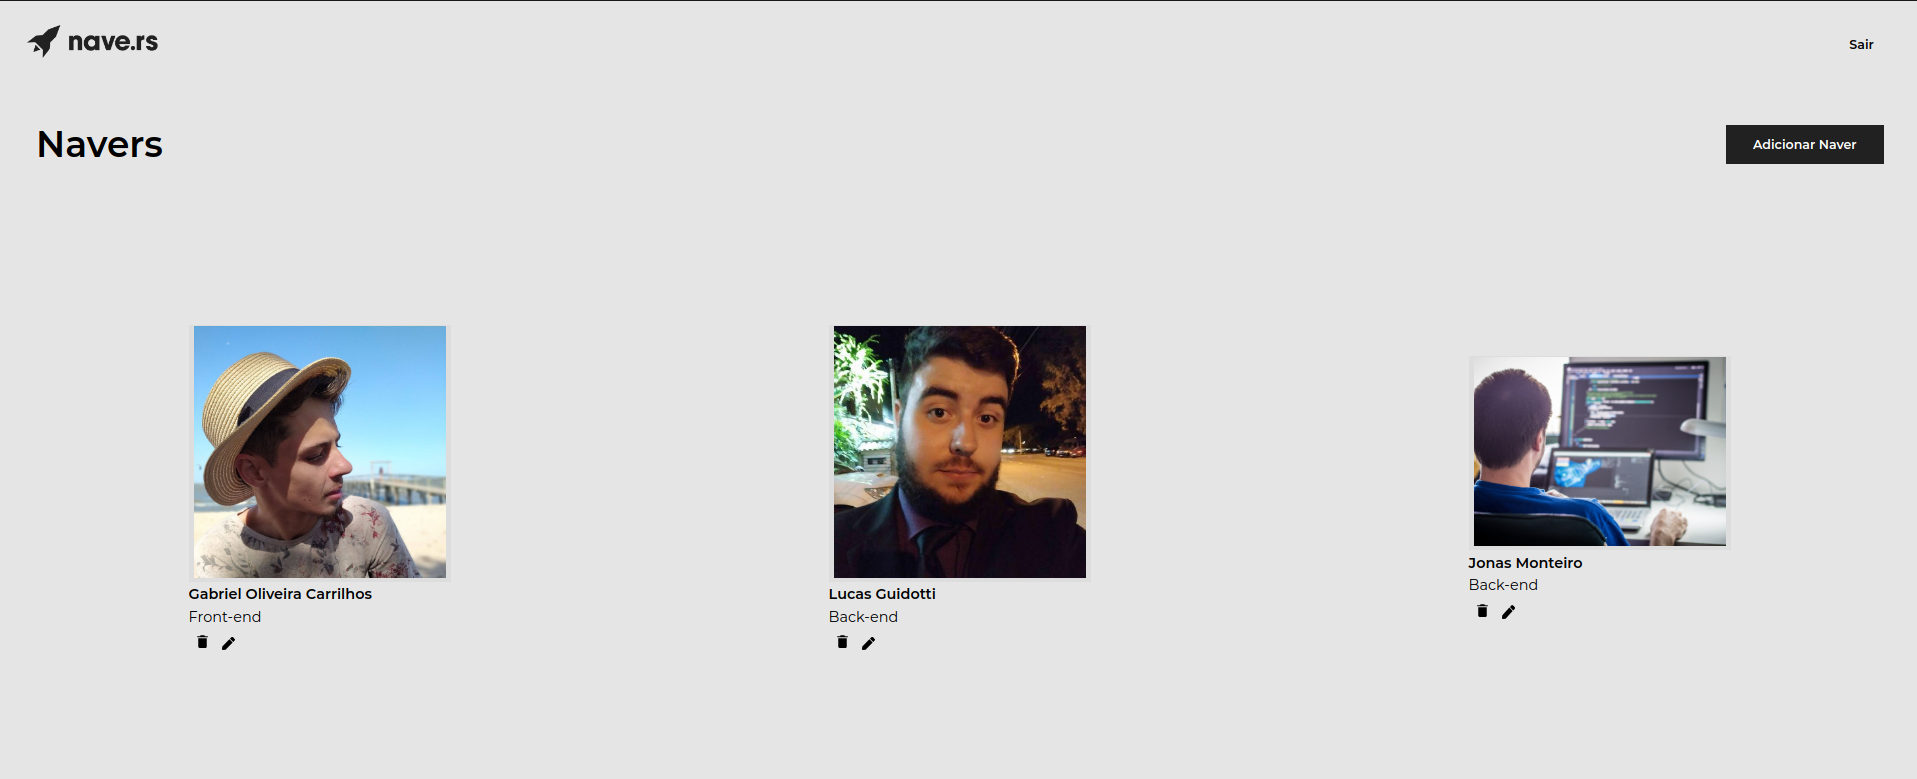 nave.rs
Sair
Navers
Adicionar Naver
Gabriel Oliveira Carrilhos
Front-end
Lucas Guidotti
Back-end
Jonas Monteiro
Back-end